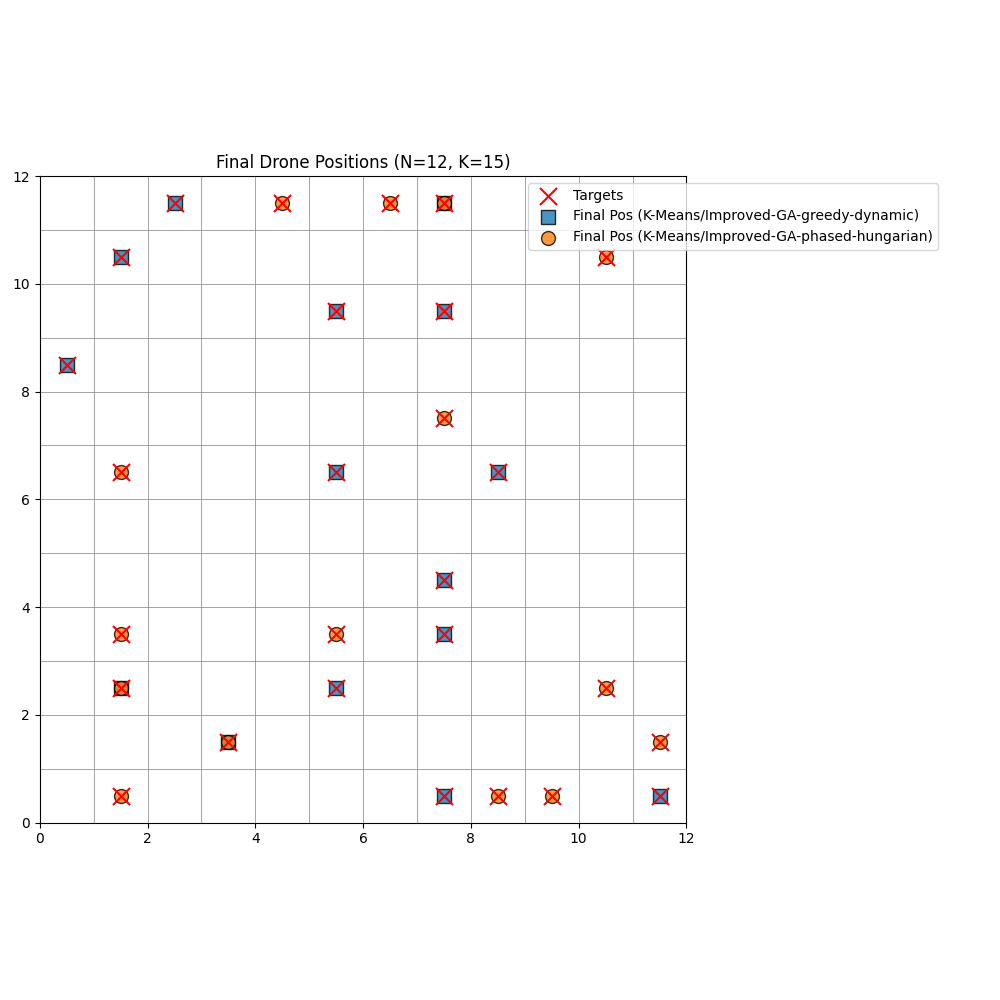 Final Drone Positions (N=12, K=15)
Targets
Final Pos (K-Means/Improved-GA-greedy-dynamic)
Final Pos (K-Means/Improved-GA-phased-hungarian)
12
10
8
6
4
2
0
0 2 4 6 8 10 12